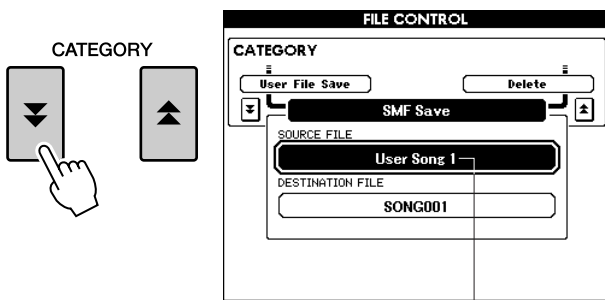 CATEGORY
FILE CONTROL
CATEGORY
User File Save
Delete
SMF Save
SOURCE FILE
User Song 1
DESTINATION FILE
SONG001